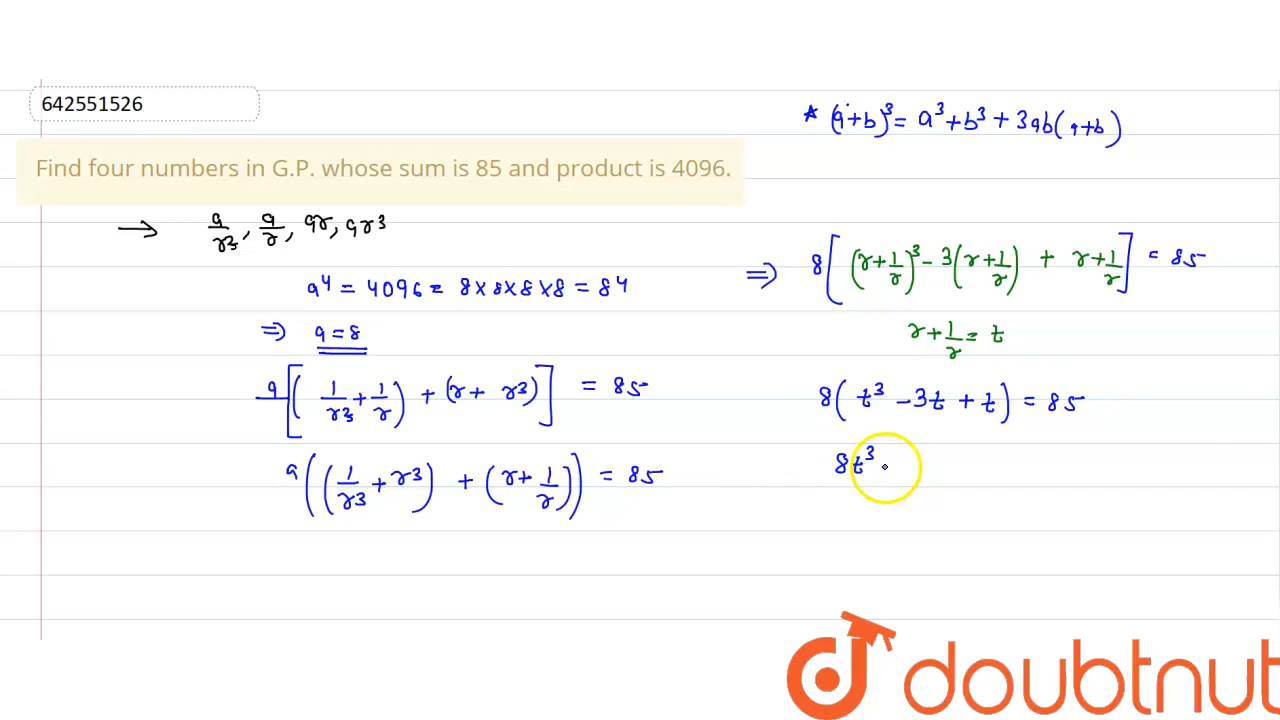 642551526
Find four numbers in G.P. whose sum is 85 and product is 4096.
→ a/r³, a/r, ar, ar³
a⁴ = 4096 = 8×8×8×8 = 8⁴
⇒ a = 8
a[(1/r³ + 1/r) + (r + r³)] = 85
a((1/r³ + r³) + (r + 1/r)) = 85
* (a+b)³ = a³ + b³ + 3ab(a+b)
⇒ 8[(r + 1/r)³ - 3(r + 1/r) + r + 1/r] = 85
r + 1/r = t
8(t³ - 3t + t) = 85
8t³
doubtnut